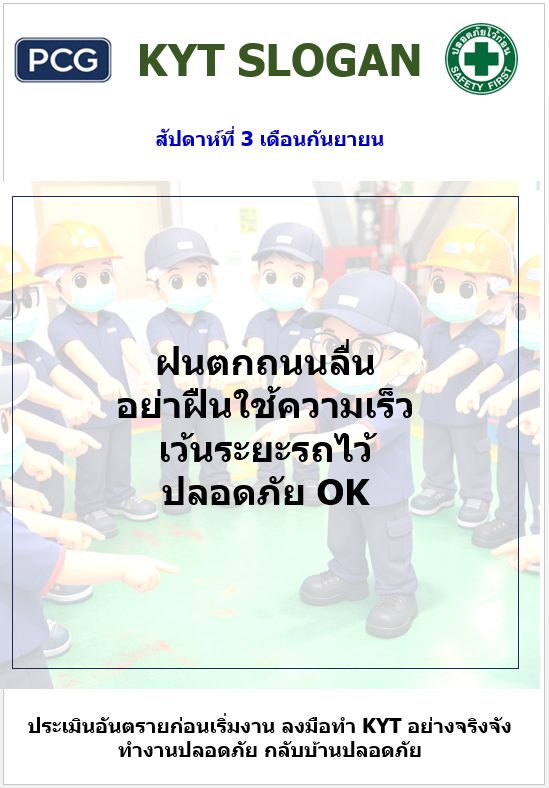 PCG
KYT SLOGAN
ปลอดภัยไว้ก่อน
SAFETY FIRST
สัปดาห์ที่ 3 เดือนกันยายน
ฝนตกถนนลื่น
อย่าฝืนใช้ความเร็ว
เว้นระยะรถไว้
ปลอดภัย OK
ประเมินอันตรายก่อนเริ่มงาน ลงมือทำ KYT อย่างจริงจัง
ทำงานปลอดภัย กลับบ้านปลอดภัย